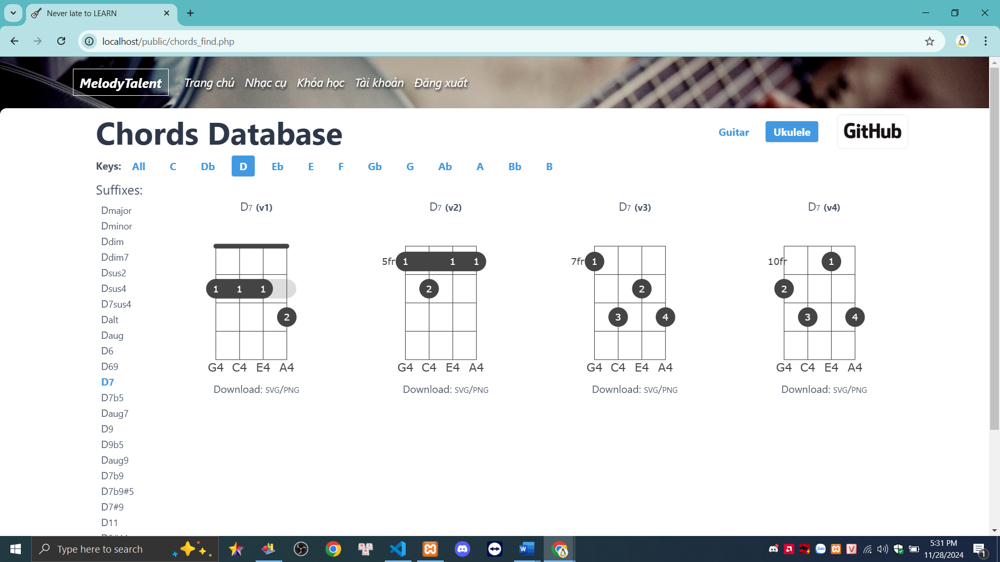 Never late to LEARN
localhost/public/chords_find.php
MelodyTalent Trang chủ Nhạc cụ Khóa học Tài khoản Đăng xuất
Chords Database Guitar Ukulele GitHub
Keys: All C Db D Eb E F Gb G Ab A Bb B
Suffixes:
Dmajor
Dminor
Ddim
Ddim7
Dsus2
Dsus4
D7sus4
Dalt
Daug
D6
D69
D7
D7b5
Daug7
D9
D9b5
Daug9
D7b9
D7b9#5
D7#9
D11
D7 (v1)
1 1 1
2
G4 C4 E4 A4
Download: SVG/PNG
D7 (v2)
5fr 1 1 1
2
G4 C4 E4 A4
Download: SVG/PNG
D7 (v3)
7fr 1
2
3 4
G4 C4 E4 A4
Download: SVG/PNG
D7 (v4)
10fr 1
2
3 4
G4 C4 E4 A4
Download: SVG/PNG
Type here to search
5:31 PM
11/28/2024
1